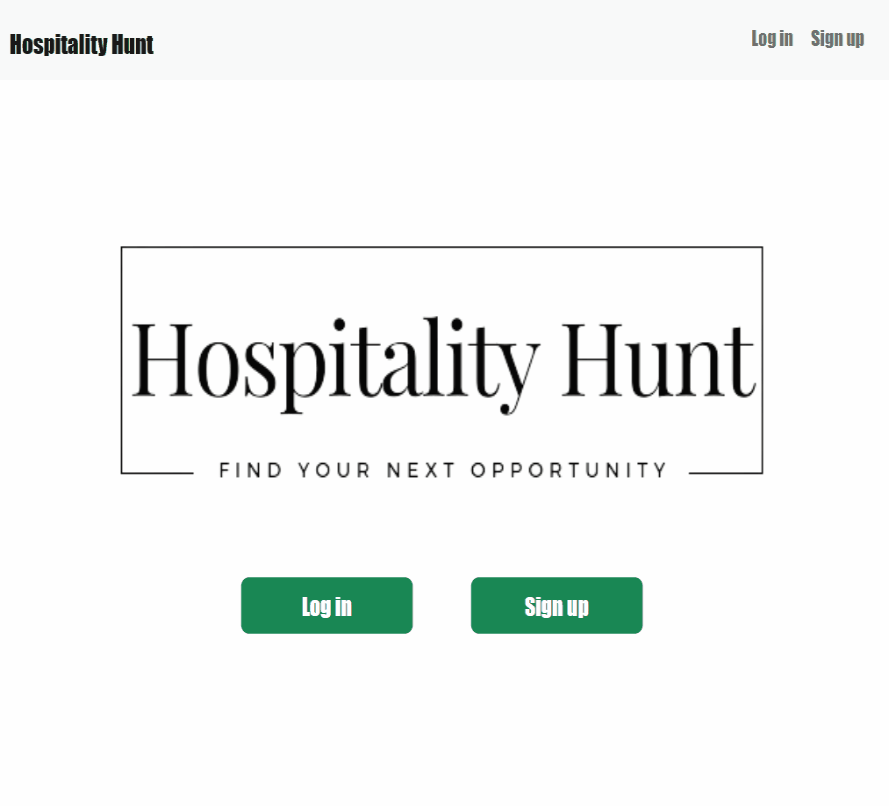 Hospitality Hunt
Log in Sign up
Hospitality Hunt
FIND YOUR NEXT OPPORTUNITY
Log in Sign up